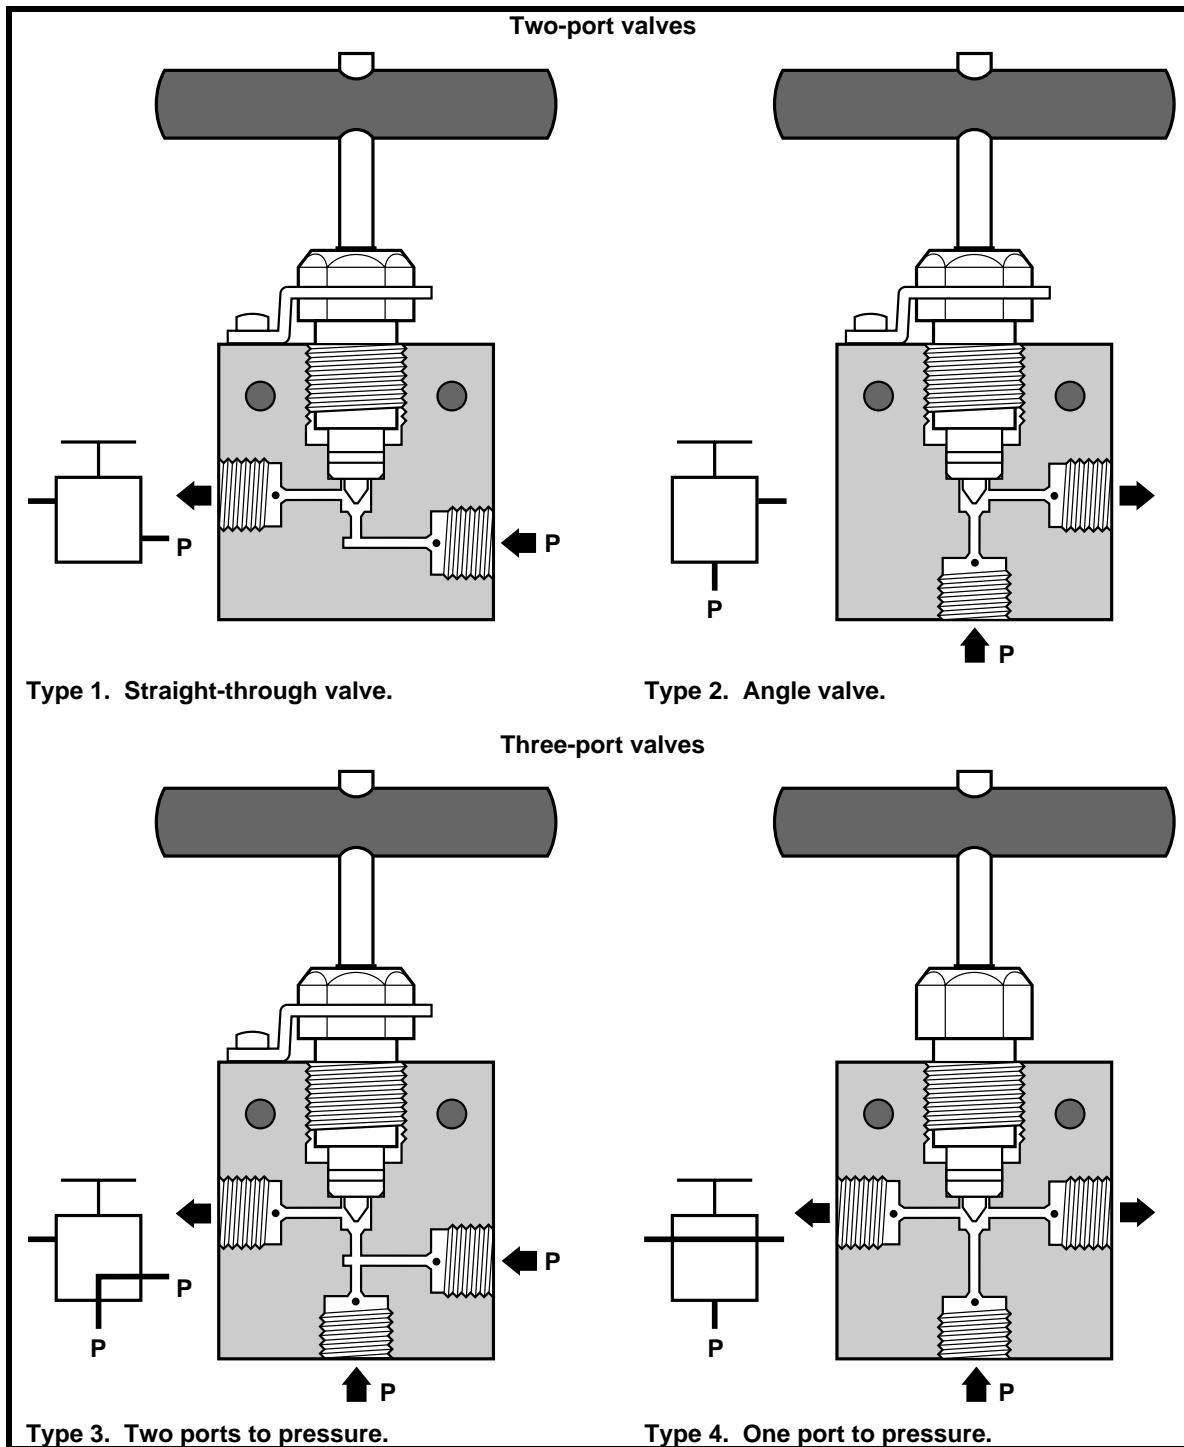 Two-port valves
P
P
P
P
Type 1.  Straight-through valve.
Type 2.  Angle valve.
Three-port valves
P
P
P
P
P
P
Type 3.  Two ports to pressure.
Type 4.  One port to pressure.